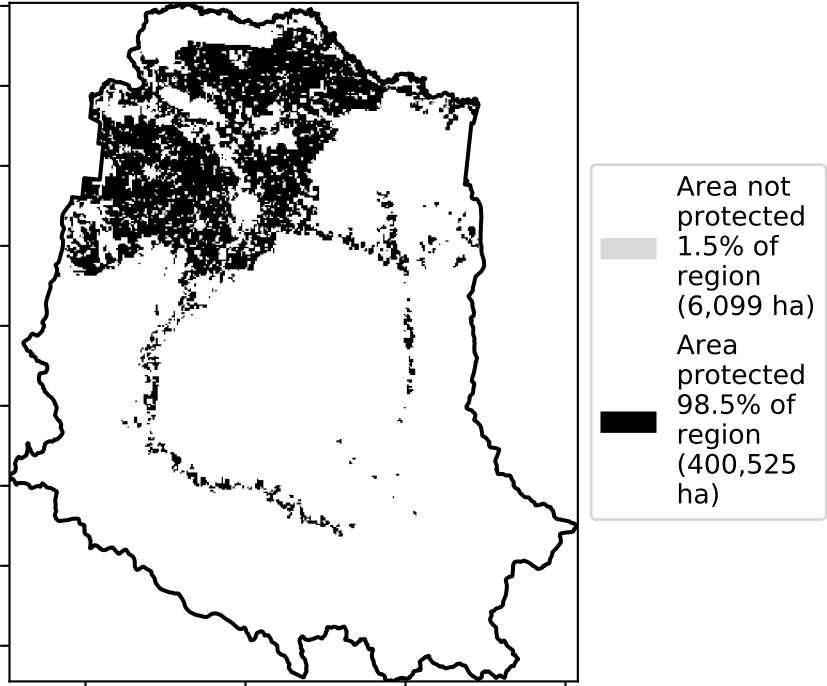 Area not
protected
1.5% of
region
(6,099 ha)
Area
protected
98.5% of
region
(400,525
ha)